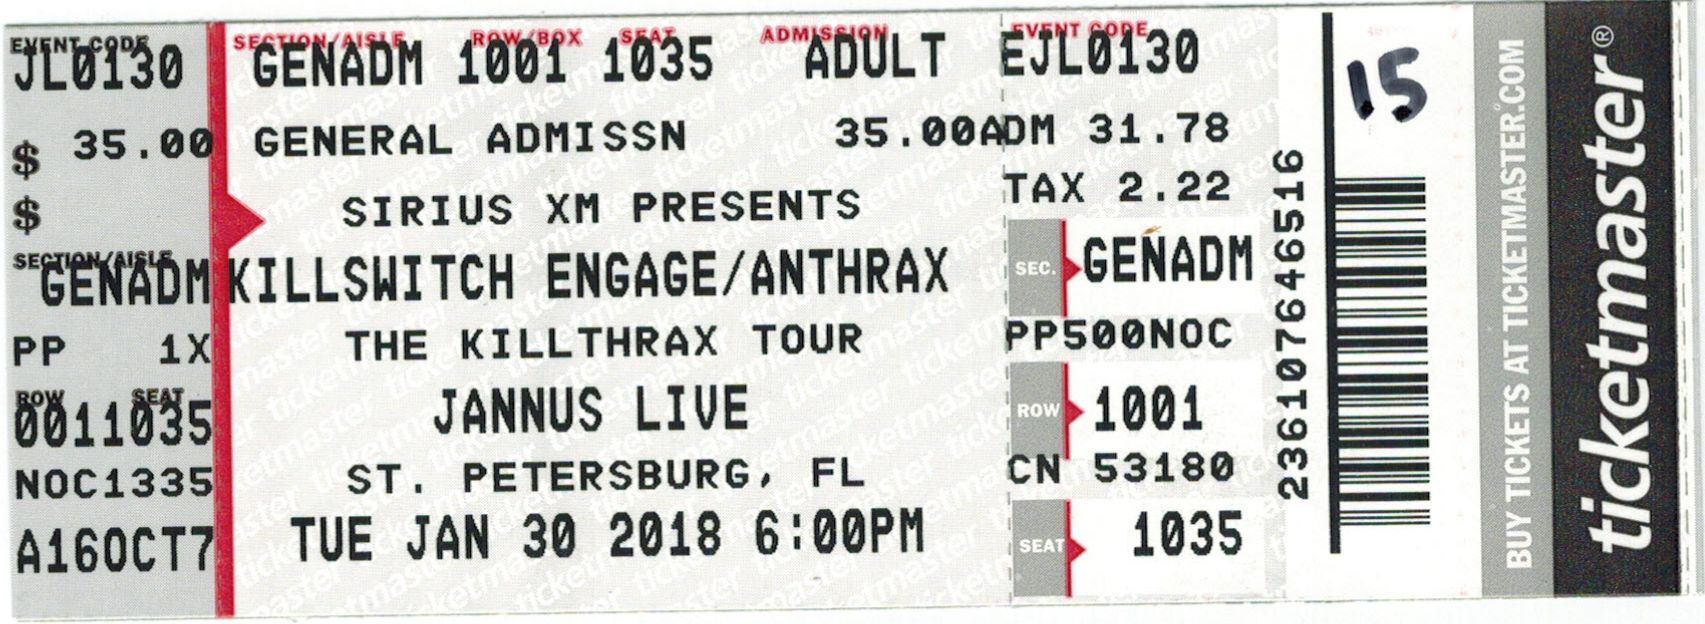 EVENT CODE
JL0130
$ 35.00
$
SECTION/AISLE
GENADM
PP 1X
ROW SEAT
0011035
NOC1335
A16OCT7
SECTION/AISLE ROW/BOX SEAT ADMISSION
GENADM 1001 1035 ADULT
GENERAL ADMISSN 35.00
SIRIUS XM PRESENTS
KILLSWITCH ENGAGE/ANTHRAX
THE KILLTHRAX TOUR
JANNUS LIVE
ST. PETERSBURG, FL
TUE JAN 30 2018 6:00PM
EVENT CODE
EJL0130
ADM 31.78
TAX 2.22
SEC. GENADM
PP500NOC
ROW 1001
CN 53180
SEAT 1035
236107646516
15
BUY TICKETS AT TICKETMASTER.COM
ticketmaster®